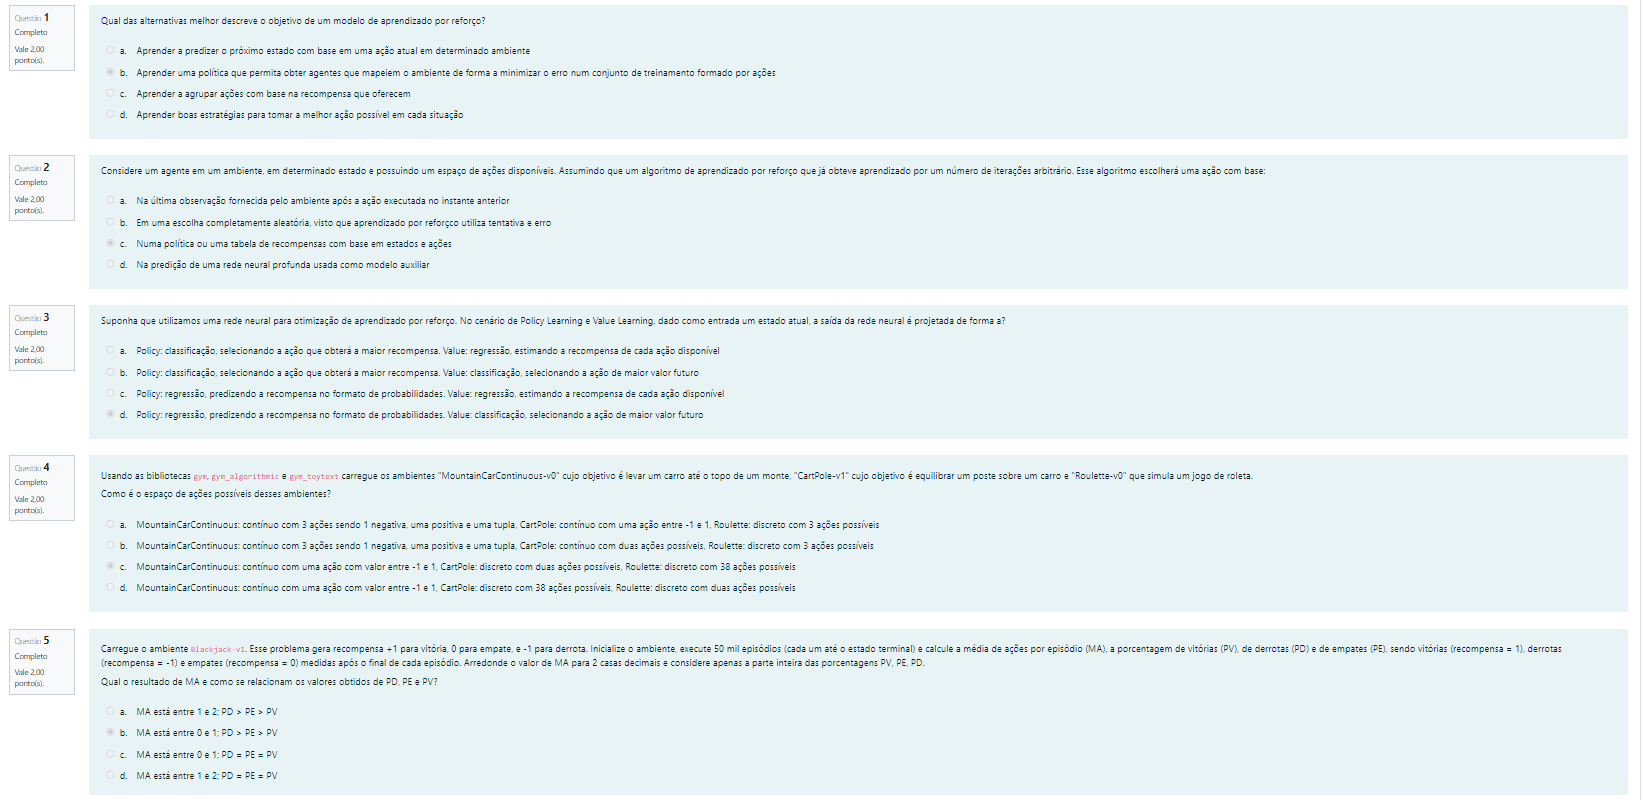 Questão 1
Completo
Vale 2,00
ponto(s).
Qual das alternativas melhor descreve o objetivo de um modelo de aprendizado por reforço?
a. Aprender a predizer o próximo estado com base em uma ação atual em determinado ambiente
b. Aprender uma política que permita obter agentes que mapeiem o ambiente de forma a minimizar o erro num conjunto de treinamento formado por ações
c. Aprender a agrupar ações com base na recompensa que oferecem
d. Aprender boas estratégias para tomar a melhor ação possível em cada situação
Questão 2
Completo
Vale 2,00
ponto(s).
Considere um agente em um ambiente, em determinado estado e possuindo um espaço de ações disponíveis. Assumindo que um algoritmo de aprendizado por reforço que já obteve aprendizado por um número de iterações arbitrário. Esse algoritmo escolherá uma ação com base:
a. Na última observação fornecida pelo ambiente após a ação executada no instante anterior
b. Em uma escolha completamente aleatória, visto que aprendizado por reforçco utiliza tentativa e erro
c. Numa política ou uma tabela de recompensas com base em estados e ações
d. Na predição de uma rede neural profunda usada como modelo auxiliar
Questão 3
Completo
Vale 2,00
ponto(s).
Suponha que utilizamos uma rede neural para otimização de aprendizado por reforço. No cenário de Policy Learning e Value Learning, dado como entrada um estado atual, a saída da rede neural é projetada de forma a?
a. Policy: classificação, selecionando a ação que obterá a maior recompensa. Value: regressão, estimando a recompensa de cada ação disponível
b. Policy: classificação, selecionando a ação que obterá a maior recompensa. Value: classificação, selecionando a ação de maior valor futuro
c. Policy: regressão, predizendo a recompensa no formato de probabilidades. Value: regressão, estimando a recompensa de cada ação disponível
d. Policy: regressão, predizendo a recompensa no formato de probabilidades. Value: classificação, selecionando a ação de maior valor futuro
Questão 4
Completo
Vale 2,00
ponto(s).
Usando as bibliotecas gym, gym_algorithmic e gym_toytext carregue os ambientes "MountainCarContinuous-v0" cujo objetivo é levar um carro até o topo de um monte, "CartPole-v1" cujo objetivo é equilibrar um poste sobre um carro e "Roulette-v0" que simula um jogo de roleta.
Como é o espaço de ações possíveis desses ambientes?
a. MountainCarContinuous: contínuo com 3 ações sendo 1 negativa, uma positiva e uma tupla, CartPole: contínuo com uma ação entre -1 e 1, Roulette: discreto com 3 ações possíveis
b. MountainCarContinuous: contínuo com 3 ações sendo 1 negativa, uma positiva e uma tupla, CartPole: contínuo com duas ações possíveis, Roulette: discreto com 3 ações possíveis
c. MountainCarContinuous: contínuo com uma ação com valor entre -1 e 1, CartPole: discreto com duas ações possíveis, Roulette: discreto com 38 ações possíveis
d. MountainCarContinuous: contínuo com uma ação com valor entre -1 e 1, CartPole: discreto com 38 ações possíveis, Roulette: discreto com duas ações possíveis
Questão 5
Completo
Vale 2,00
ponto(s).
Carregue o ambiente Blackjack-v1. Esse problema gera recompensa +1 para vitória, 0 para empate, e -1 para derrota. Inicialize o ambiente, execute 50 mil episódios (cada um até o estado terminal) e calcule a média de ações por episódio (MA), a porcentagem de vitórias (PV), de derrotas (PD) e de empates (PE), sendo vitórias (recompensa = 1), derrotas
(recompensa = -1) e empates (recompensa = 0) medidas após o final de cada episódio. Arredonde o valor de MA para 2 casas decimais e considere apenas a parte inteira das porcentagens PV, PE, PD.
Qual o resultado de MA e como se relacionam os valores obtidos de PD, PE e PV?
a. MA está entre 1 e 2; PD > PE > PV
b. MA está entre 0 e 1; PD > PE > PV
c. MA está entre 0 e 1; PD = PE = PV
d. MA está entre 1 e 2; PD = PE = PV